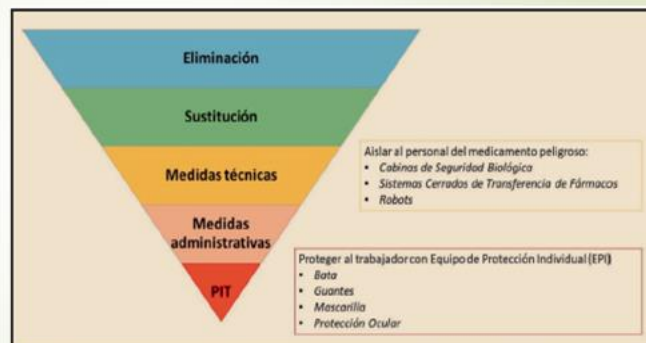 Eliminación
Sustitución
Medidas técnicas
Medidas
administrativas
PIT
Aislar al personal del medicamento peligroso:
• Cabinas de Seguridad Biológica
• Sistemas Cerrados de Transferencia de Fármacos
• Robots
Proteger al trabajador con Equipo de Protección Individual (EPI)
• Bata
• Guantes
• Mascarilla
• Protección Ocular